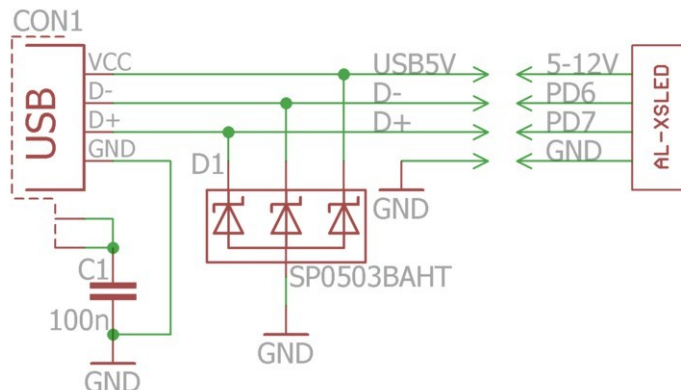 CON1
USB
VCC
D-
D+
GND
USB5V
D-
D+
GND
5-12V
PD6
PD7
GND
AL-XSLED
D1
SP0503BAHT
GND
C1
100n
GND